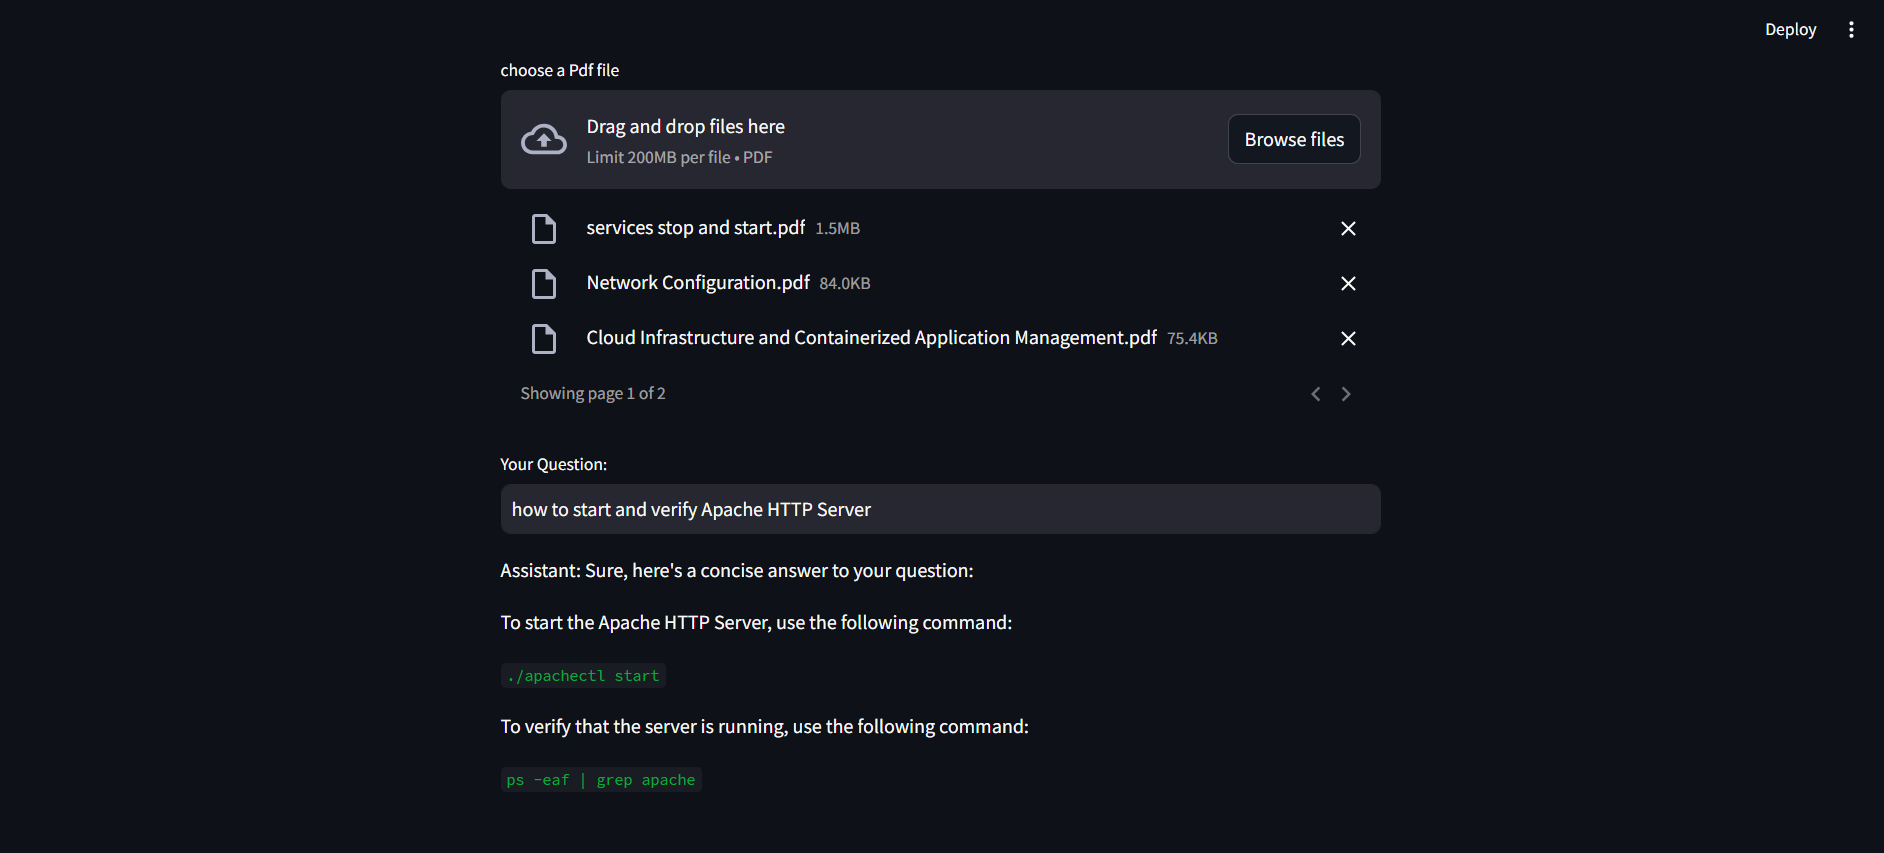 Deploy
choose a Pdf file
Drag and drop files here
Limit 200MB per file • PDF
Browse files
services stop and start.pdf 1.5MB
Network Configuration.pdf 84.0KB
Cloud Infrastructure and Containerized Application Management.pdf 75.4KB
Showing page 1 of 2
Your Question:
how to start and verify Apache HTTP Server
Assistant: Sure, here's a concise answer to your question:
To start the Apache HTTP Server, use the following command:
./apachectl start
To verify that the server is running, use the following command:
ps -eaf | grep apache